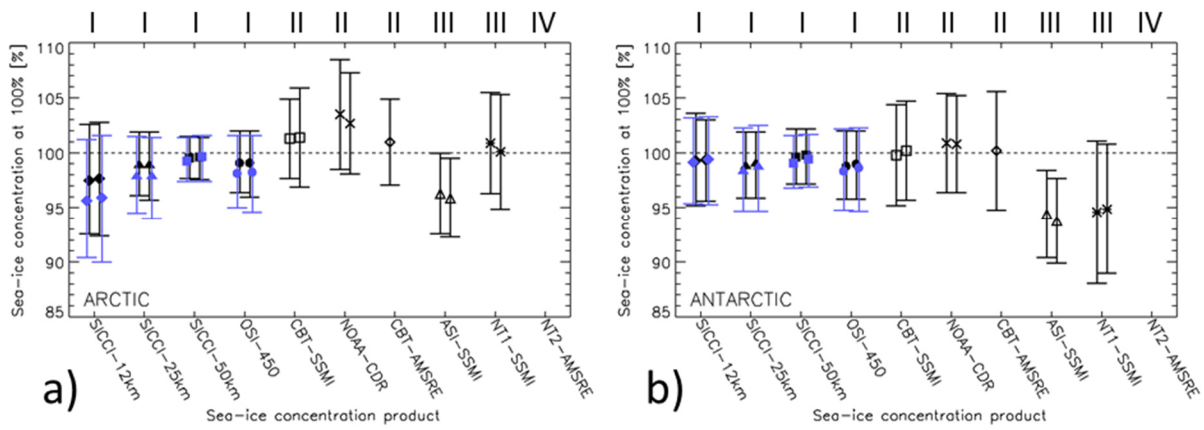 I I I I II II II III III IV
110
105
100
95
90
85
Sea-ice concentration at 100% [%]
ARCTIC
SICCI-12km
SICCI-25km
SICCI-50km
OSI-450
CBT-SSMI
NOAA-CDR
CBT-AMSRE
ASI-SSMI
NT1-SSMI
NT2-AMSRE
a)
Sea-ice concentration product
I I I I II II II III III IV
110
105
100
95
90
85
Sea-ice concentration at 100% [%]
ANTARCTIC
SICCI-12km
SICCI-25km
SICCI-50km
OSI-450
CBT-SSMI
NOAA-CDR
CBT-AMSRE
ASI-SSMI
NT1-SSMI
NT2-AMSRE
b)
Sea-ice concentration product